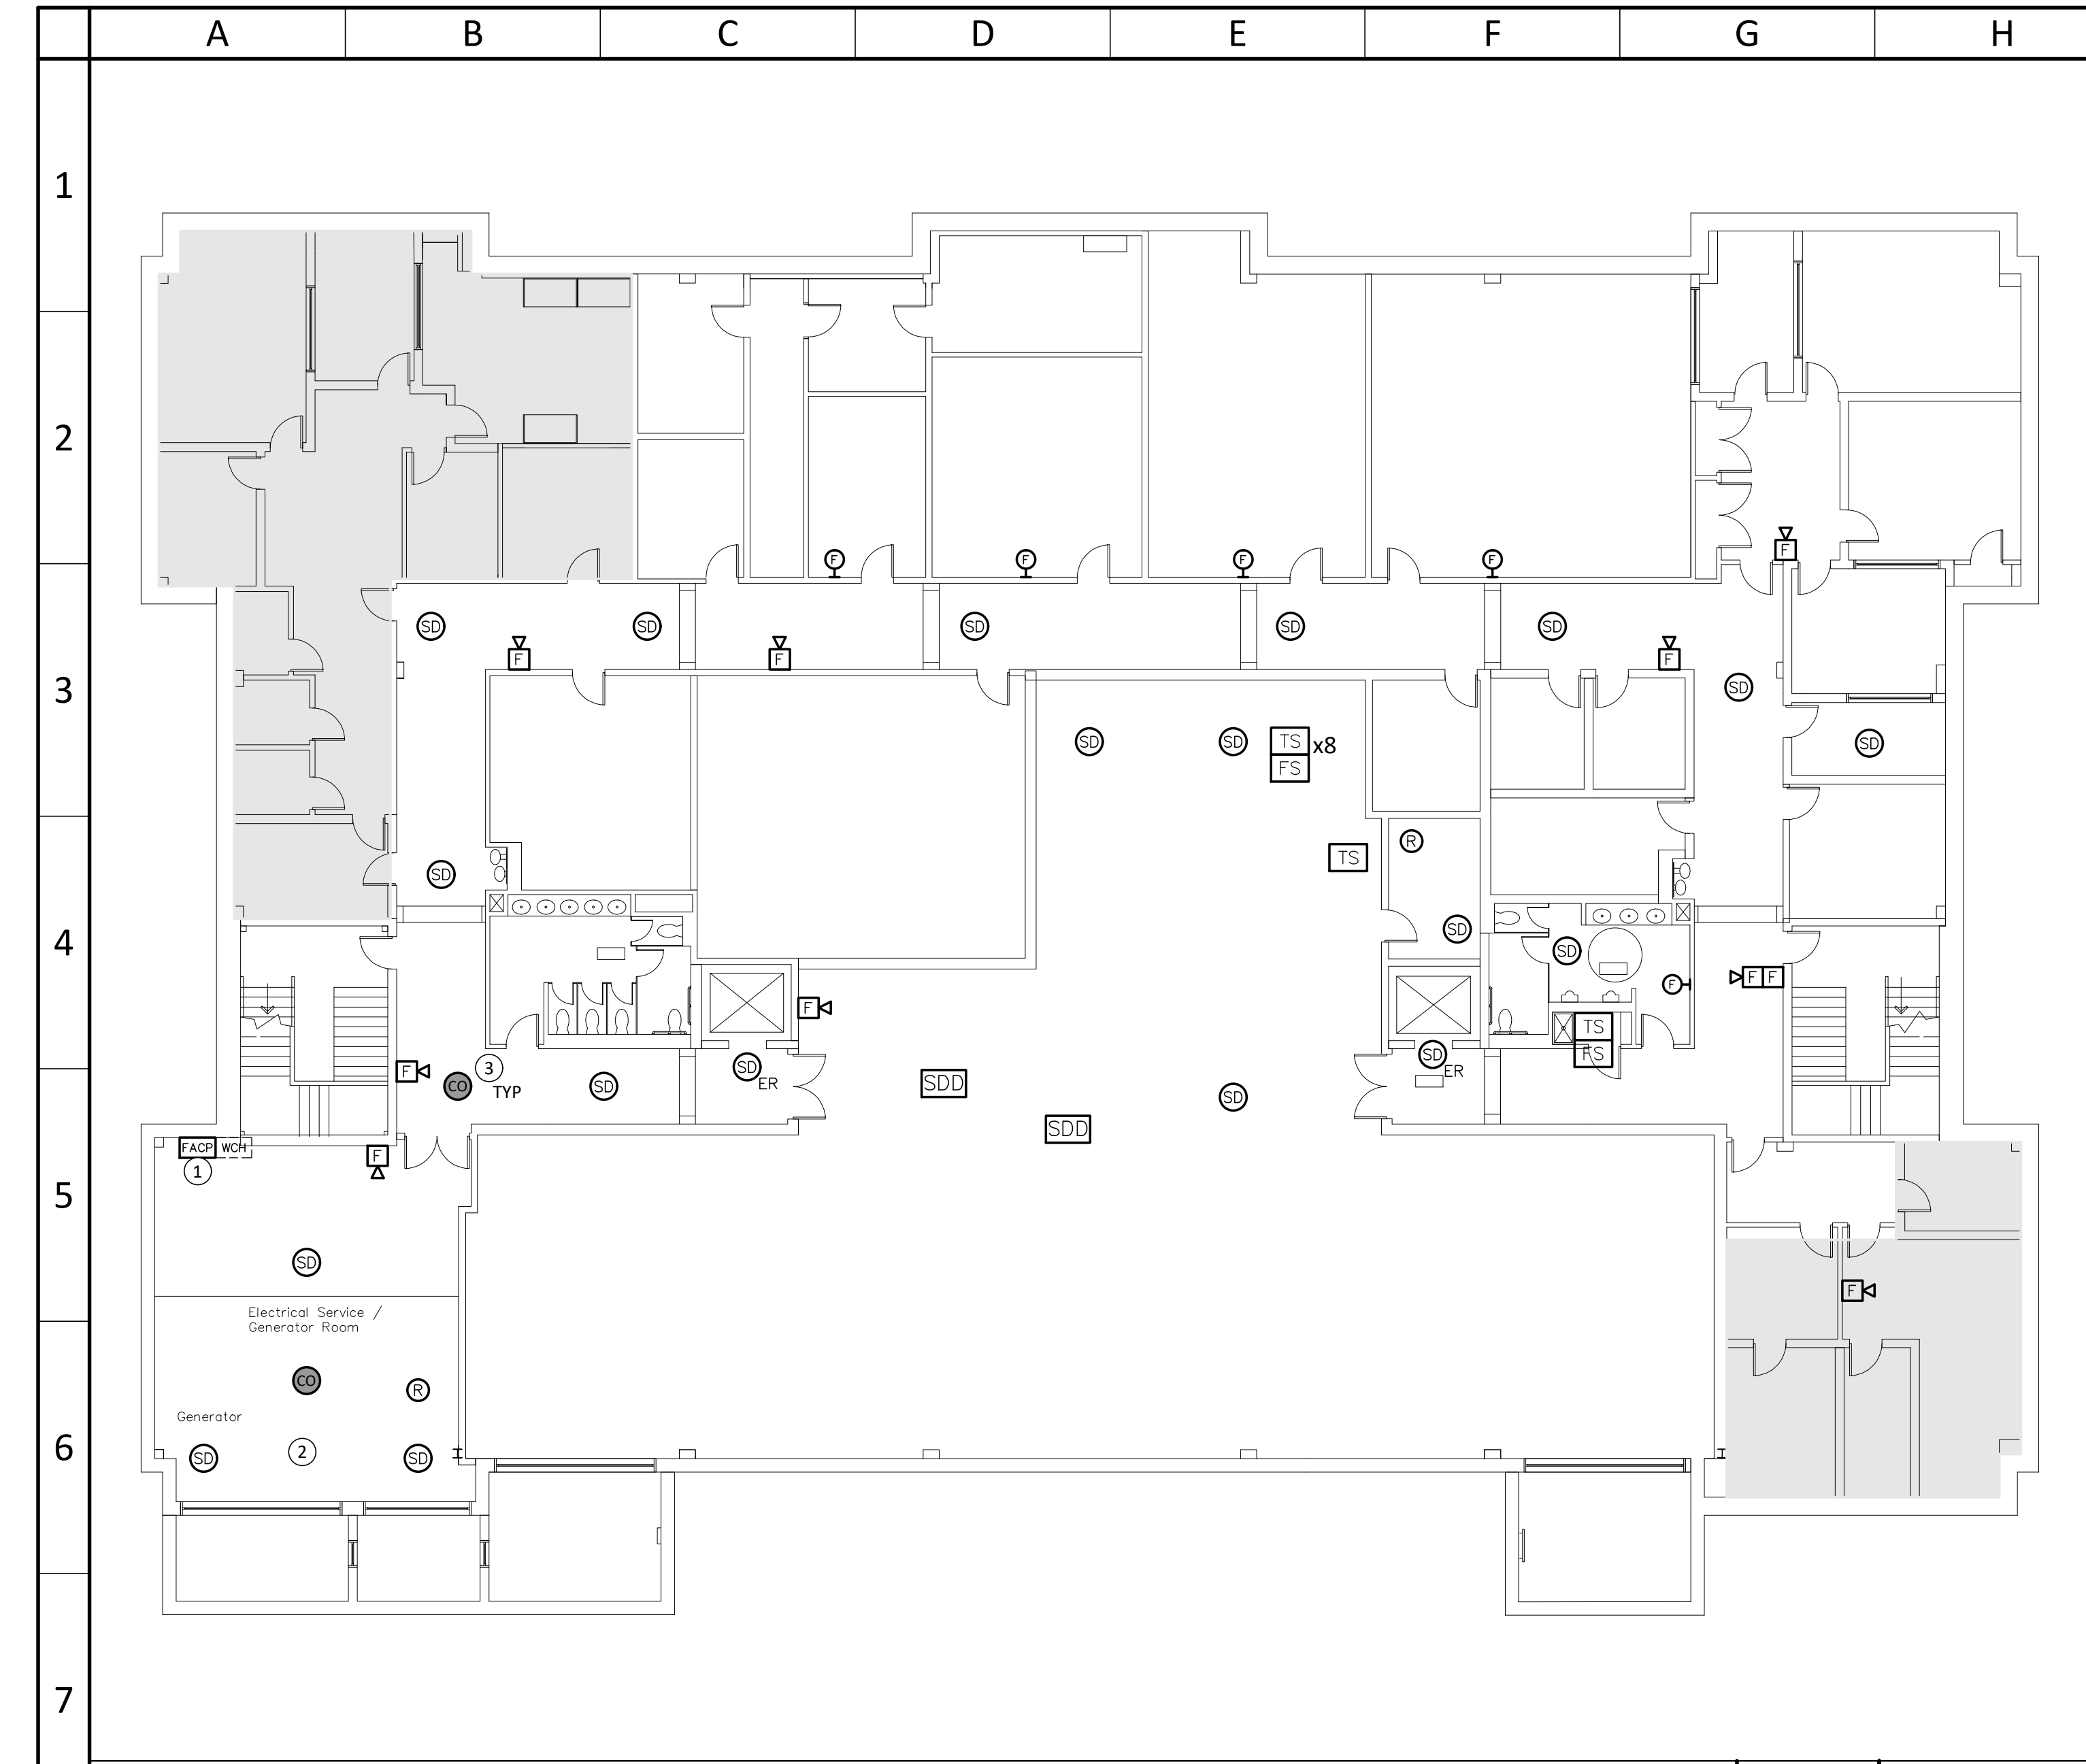 A B C D E F G H
1
2
F F F F F
3
SD SD SD SD SD
F F F
SD
SD SD TS x8 SD
FS
R
TS
SD
4
SD SD
F F F
F
F
TS
SD FS
ER
SD
ER
F 3
CO TYP SD SDD
SD
SDD
FACP WCH F
1
5
SD
F
Electrical Service /
Generator Room
CO R
Generator
6
SD 2 SD
7